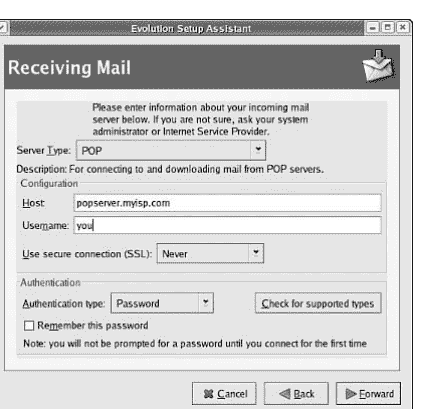 Evolution Setup Assistant
Receiving Mail
Please enter information about your incoming mail
server below. If you are not sure, ask your system
administrator or Internet Service Provider.
Server Type: POP
Description: For connecting to and downloading mail from POP servers.
Configuration
Host popserver.myisp.com
Username: you
Use secure connection (SSL): Never
Authentication
Authentication type: Password Check for supported types
Remember this password
Note: you will not be prompted for a password until you connect for the first time
Cancel Back Forward